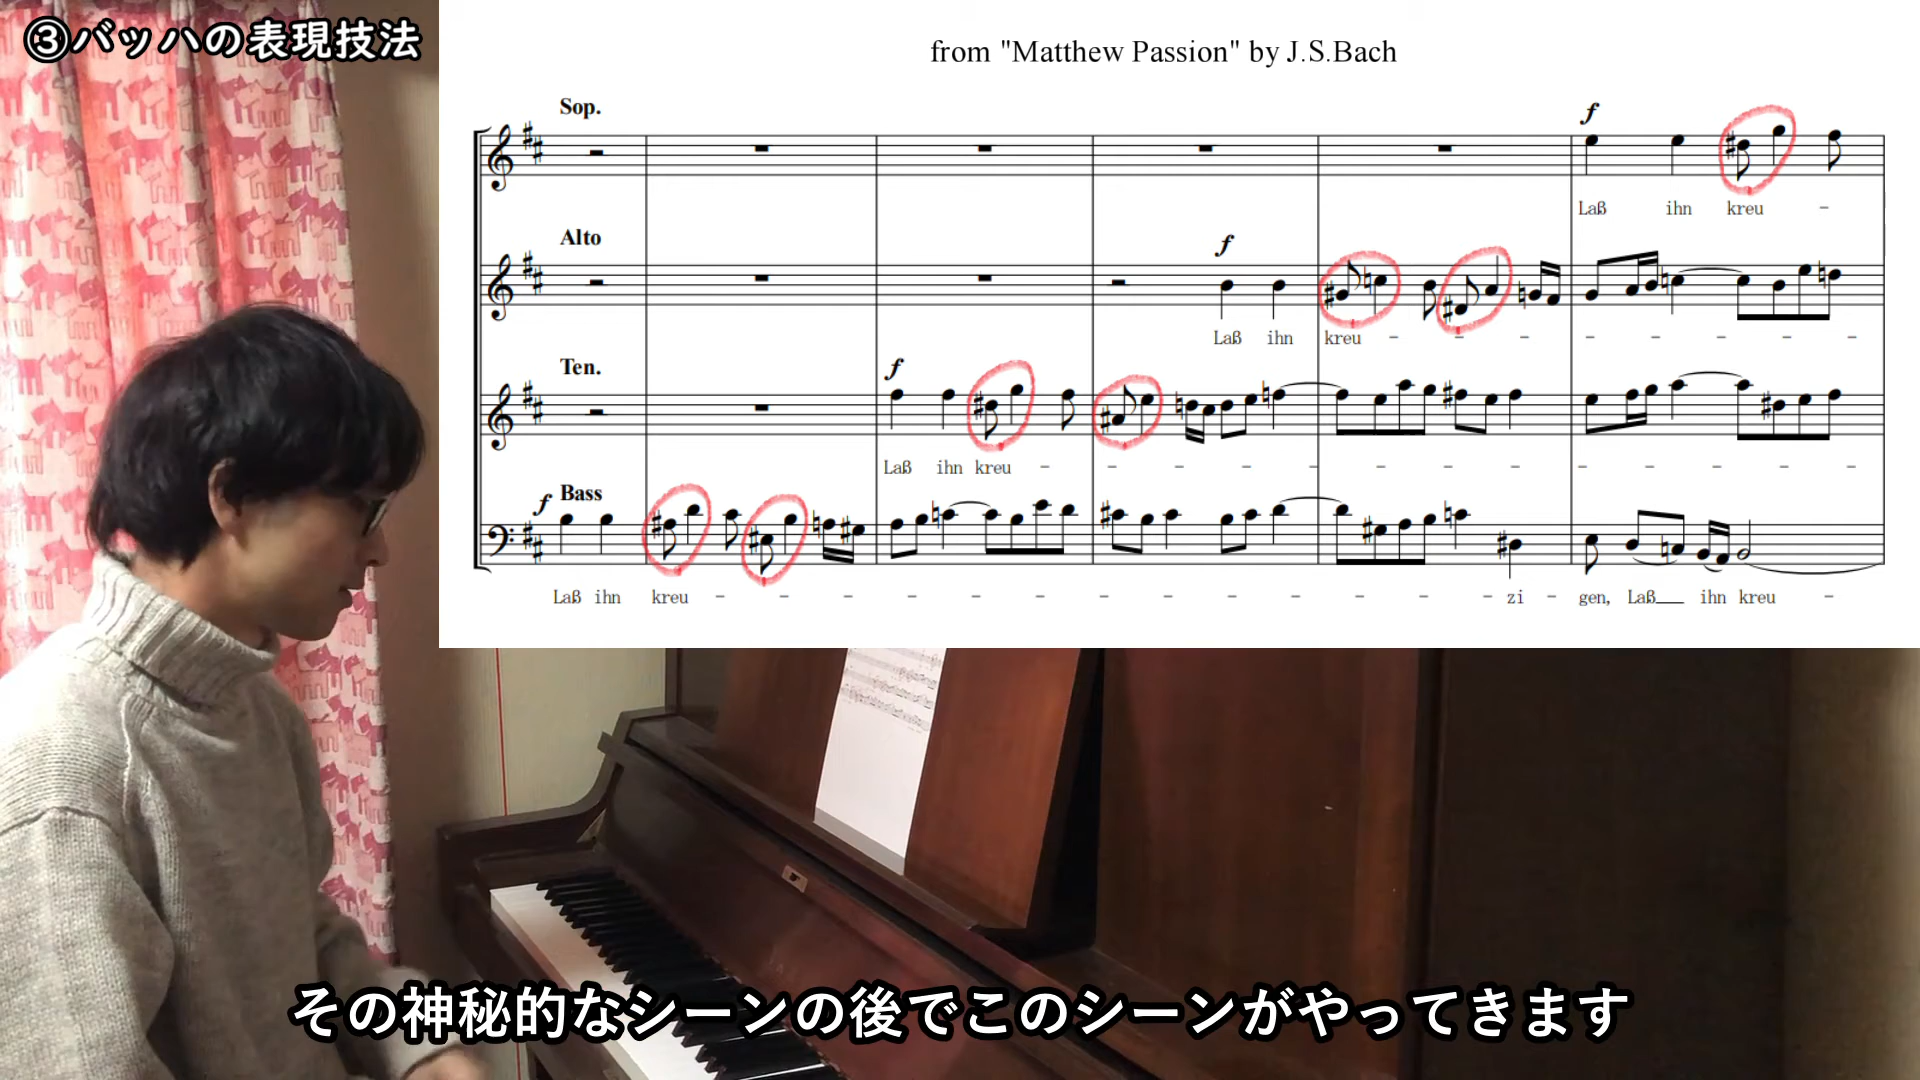 ③バッハの表現技法
from "Matthew Passion" by J.S.Bach
Sop.
f
Laß ihn kreu -
Alto
f
Laß ihn kreu - - - - - - - -
Ten.
f
Laß ihn kreu - - - - - - - - - - - - -
f Bass
Laß ihn kreu - - - - - - - - - - - - - zi - gen, Laß ihn kreu -
その神秘的なシーンの後でこのシーンがやってきます